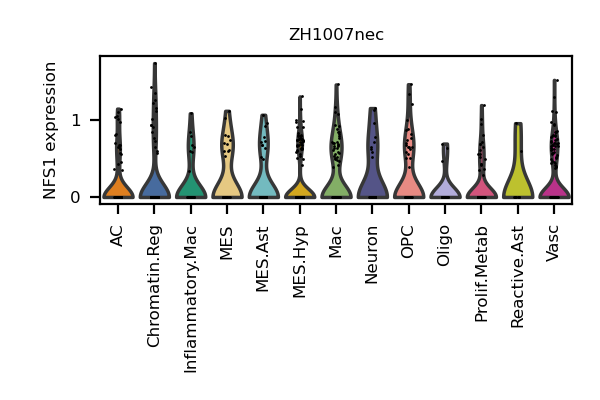 ZH1007nec
NFS1 expression
1
0
AC
Chromatin.Reg
Inflammatory.Mac
MES
MES.Ast
MES.Hyp
Mac
Neuron
OPC
Oligo
Prolif.Metab
Reactive.Ast
Vasc